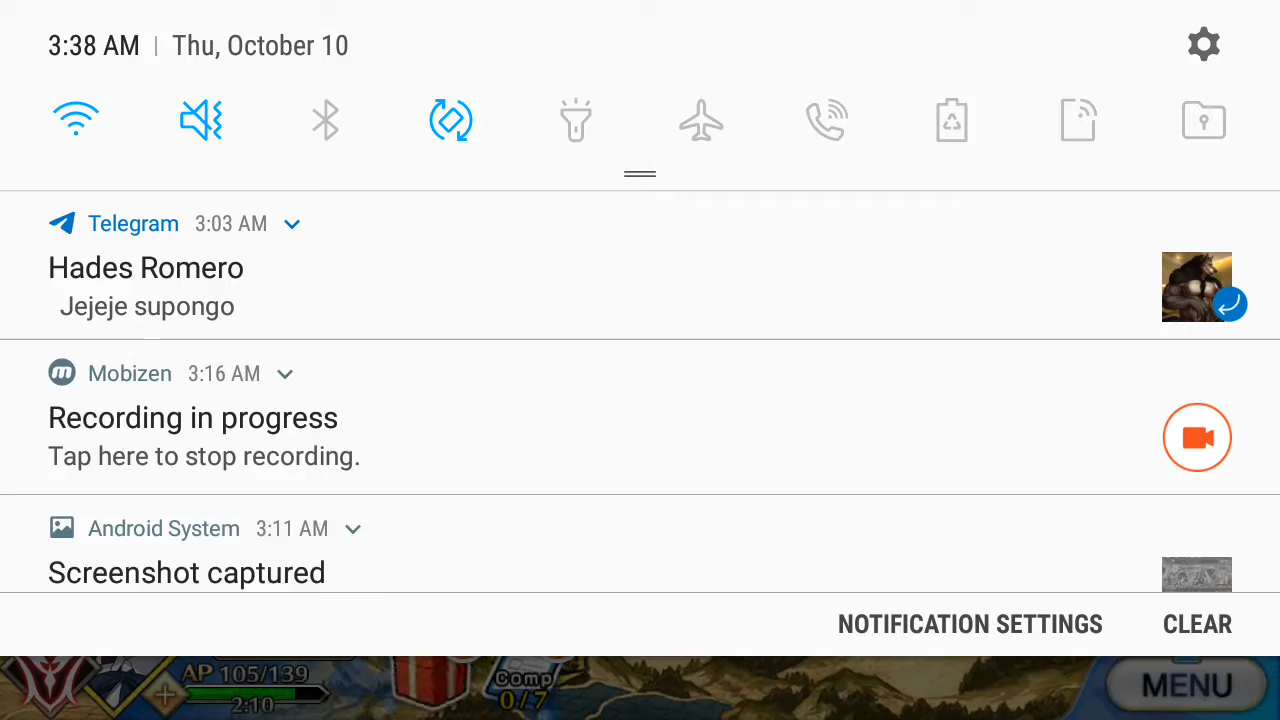 3:38 AM | Thu, October 10
Telegram 3:03 AM
Hades Romero
Jejeje supongo
Mobizen 3:16 AM
Recording in progress
Tap here to stop recording.
Android System 3:11 AM
Screenshot captured
NOTIFICATION SETTINGS CLEAR
AP 105/139
2:10
Comp
0/7
MENU